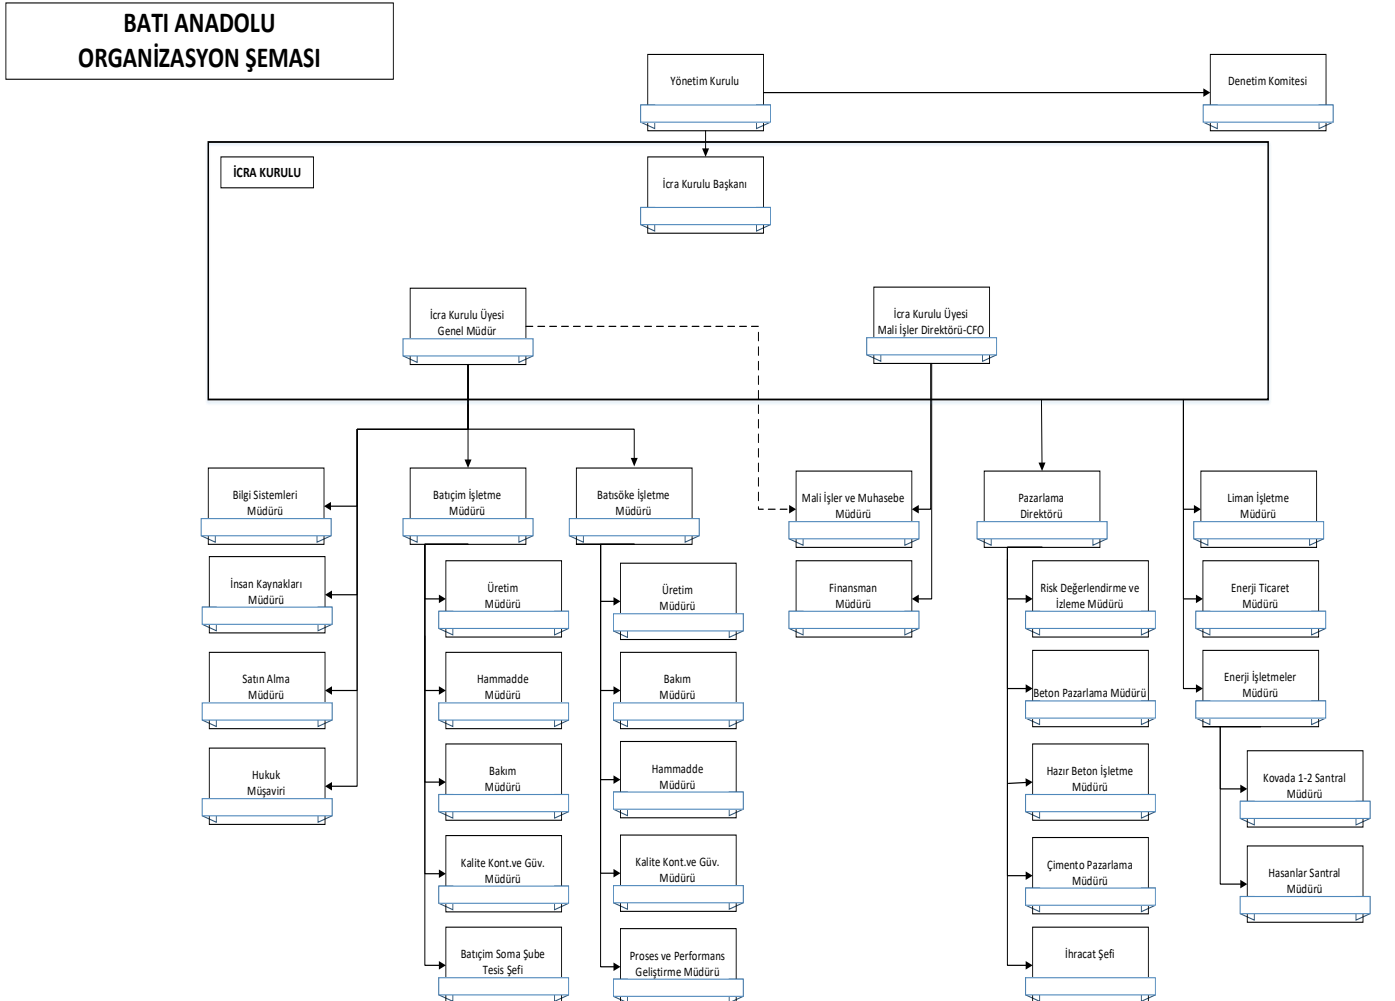 BATI ANADOLU
ORGANİZASYON ŞEMASI
Yönetim Kurulu
Denetim Komitesi
İCRA KURULU
İcra Kurulu Başkanı
İcra Kurulu Üyesi
Genel Müdür
İcra Kurulu Üyesi
Mali İşler Direktörü-CFO
Bilgi Sistemleri
Müdürü
Batıçim İşletme
Müdürü
Batısöke İşletme
Müdürü
Mali İşler ve Muhasebe
Müdürü
Pazarlama
Direktörü
Liman İşletme
Müdürü
İnsan Kaynakları
Müdürü
Üretim
Müdürü
Üretim
Müdürü
Finansman
Müdürü
Risk Değerlendirme ve
İzleme Müdürü
Enerji Ticaret
Müdürü
Satın Alma
Müdürü
Hammadde
Müdürü
Bakım
Müdürü
Beton Pazarlama Müdürü
Enerji İşletmeler
Müdürü
Hukuk
Müşaviri
Bakım
Müdürü
Hammadde
Müdürü
Hazır Beton İşletme
Müdürü
Kovada 1-2 Santral
Müdürü
Kalite Kont.ve Güv.
Müdürü
Kalite Kont.ve Güv.
Müdürü
Çimento Pazarlama
Müdürü
Hasanlar Santral
Müdürü
Batıçim Soma Şube
Tesis Şefi
Proses ve Performans
Geliştirme Müdürü
İhracat Şefi